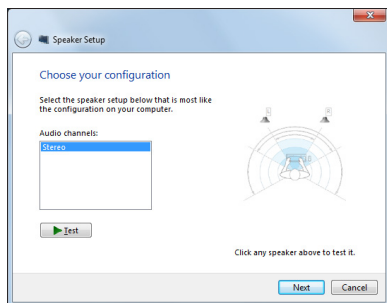 Speaker Setup
Choose your configuration
Select the speaker setup below that is most like
the configuration on your computer.
Audio channels:
Stereo
Test
Click any speaker above to test it.
Next
Cancel